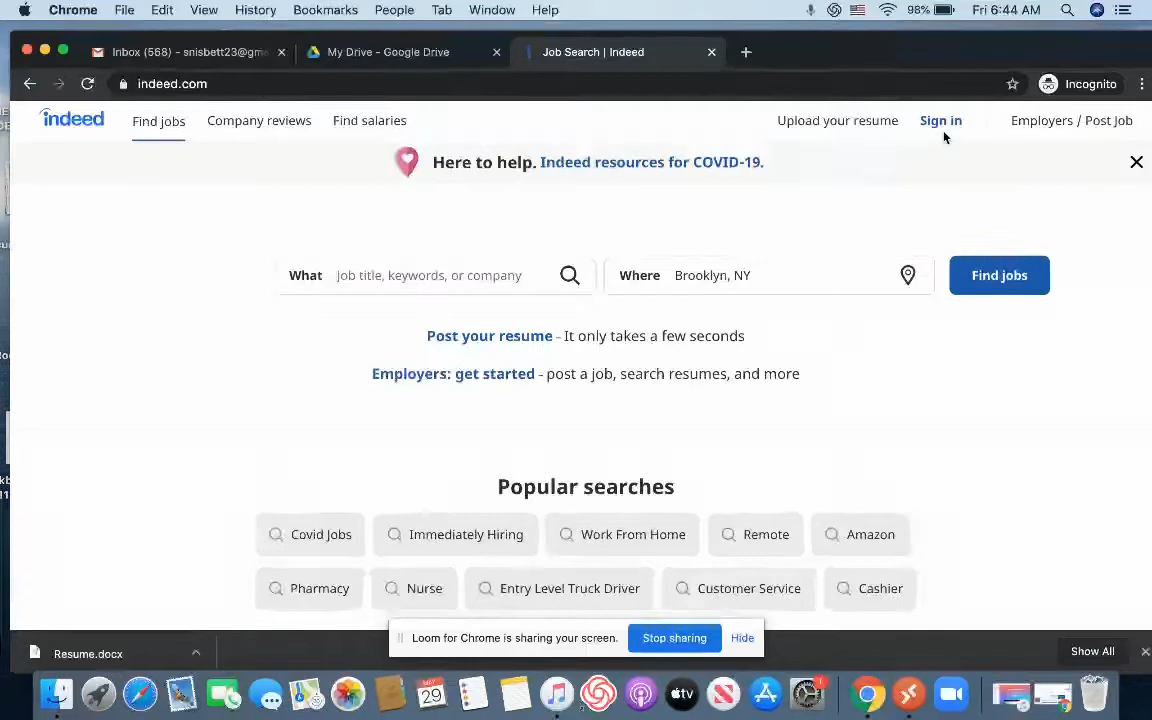 Chrome File Edit View History Bookmarks People Tab Window Help 98% Fri 6:44 AM
Inbox (568) - snisbett23@gm My Drive - Google Drive Job Search | Indeed
indeed.com Incognito
indeed Find jobs Company reviews Find salaries Upload your resume Sign in Employers / Post Job
Here to help. Indeed resources for COVID-19.
What Job title, keywords, or company Where Brooklyn, NY Find jobs
Post your resume - It only takes a few seconds
Employers: get started - post a job, search resumes, and more
Popular searches
Covid Jobs Immediately Hiring Work From Home Remote Amazon
Pharmacy Nurse Entry Level Truck Driver Customer Service Cashier
Loom for Chrome is sharing your screen. Stop sharing Hide
Resume.docx Show All
29 tv 1